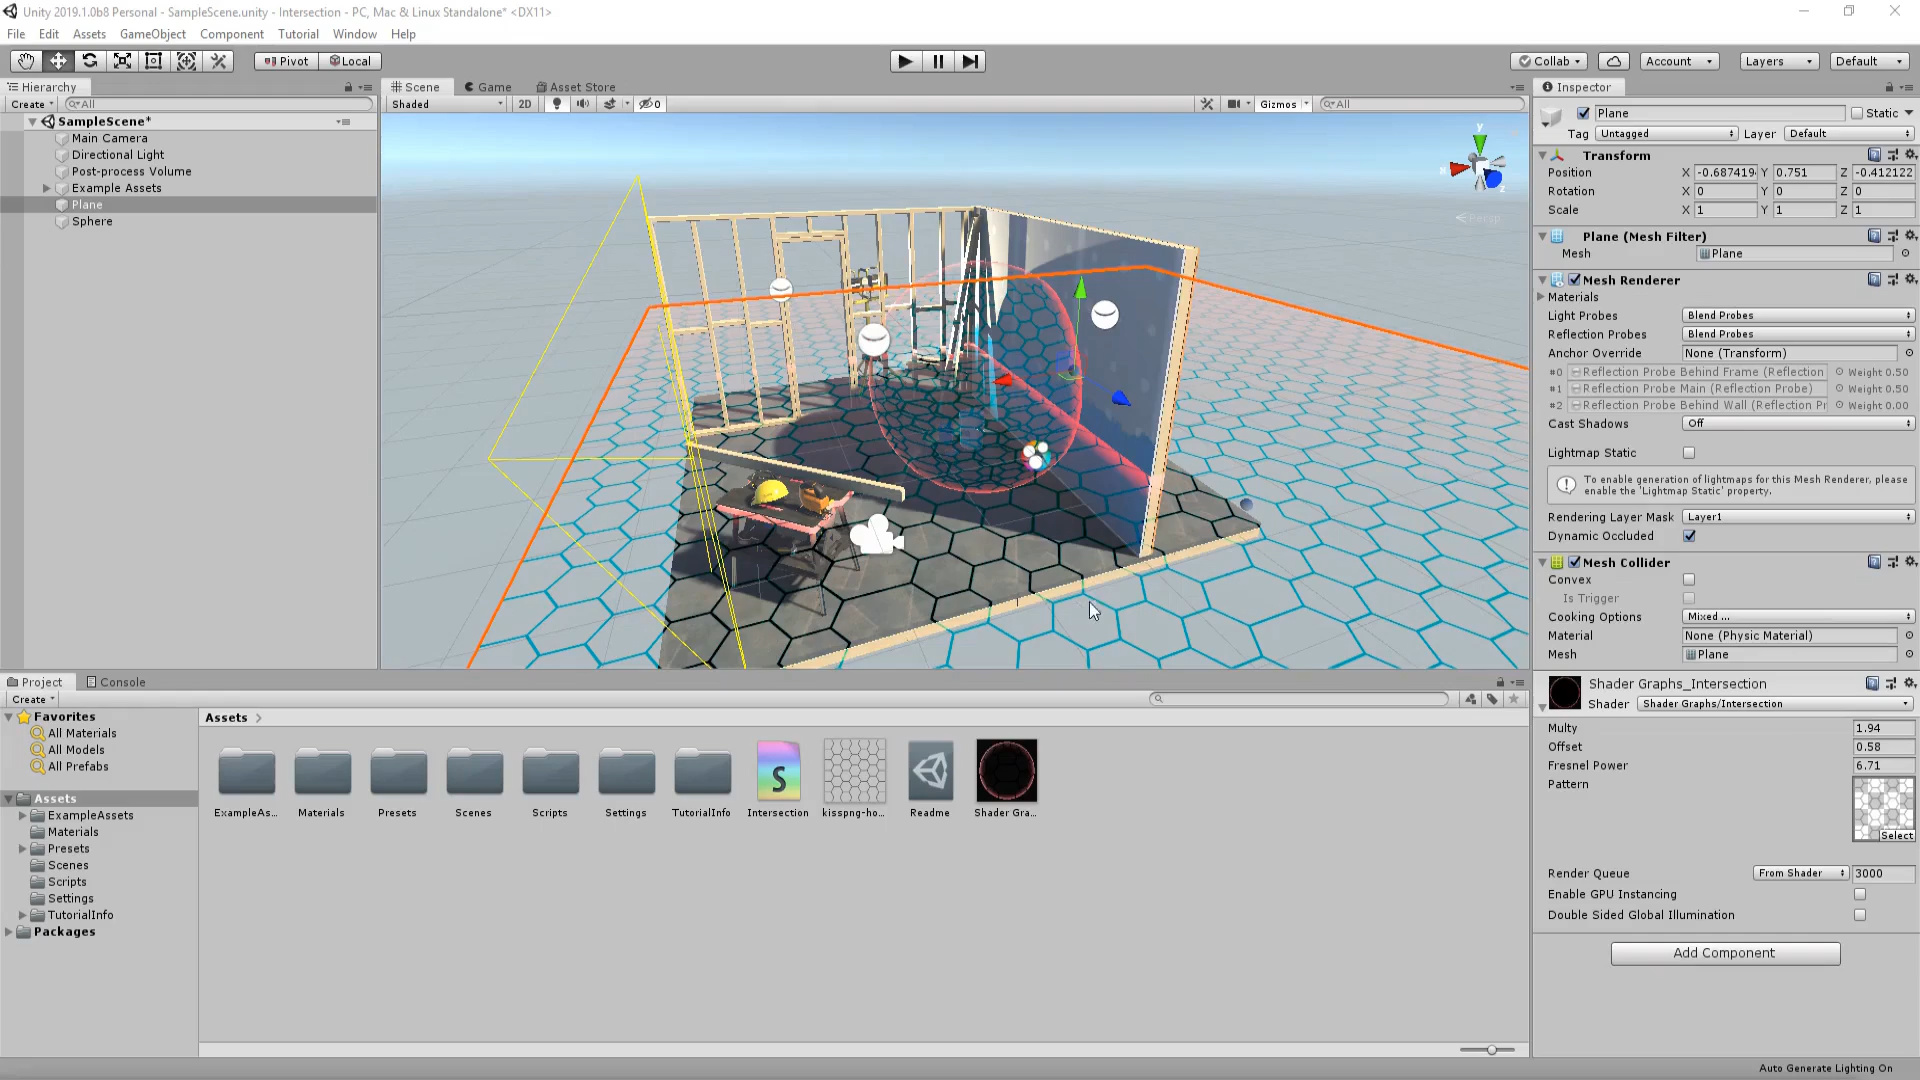 Unity 2019.1.0b8 Personal - SampleScene.unity - Intersection - PC, Mac & Linux Standalone* <DX11>
File Edit Assets GameObject Component Tutorial Window Help
Pivot Local Collab Account Layers Default
Hierarchy
Create All
SampleScene*
Main Camera
Directional Light
Post-process Volume
Example Assets
Plane
Sphere
Scene Game Asset Store
Shaded 2D 0 Gizmos All
y
x
z
Persp
Inspector
Plane Static
Tag Untagged Layer Default
Transform
Position X -0.687419 Y 0.751 Z -0.412122
Rotation X 0 Y 0 Z 0
Scale X 1 Y 1 Z 1
Plane (Mesh Filter)
Mesh Plane
Mesh Renderer
Materials
Light Probes Blend Probes
Reflection Probes Blend Probes
Anchor Override None (Transform)
#0 Reflection Probe Behind Frame (Reflection Weight 0.50
#1 Reflection Probe Main (Reflection Probe) Weight 0.50
#2 Reflection Probe Behind Wall (Reflection Pr Weight 0.00
Cast Shadows Off
Lightmap Static
To enable generation of lightmaps for this Mesh Renderer, please
enable the 'Lightmap Static' property.
Rendering Layer Mask Layer1
Dynamic Occluded
Mesh Collider
Convex
Is Trigger
Cooking Options Mixed ...
Material None (Physic Material)
Mesh Plane
Shader Graphs_Intersection
Shader Shader Graphs/Intersection
Multy 1.94
Offset 0.58
Fresnel Power 6.71
Pattern
Select
Render Queue From Shader 3000
Enable GPU Instancing
Double Sided Global Illumination
Add Component
Project Console
Create
Favorites
All Materials
All Models
All Prefabs
Assets
ExampleAssets
Materials
Presets
Scenes
Scripts
Settings
TutorialInfo
Packages
Assets
S
ExampleAs... Materials Presets Scenes Scripts Settings TutorialInfo Intersection kisspng-ho... Readme Shader Gra...
Auto Generate Lighting On